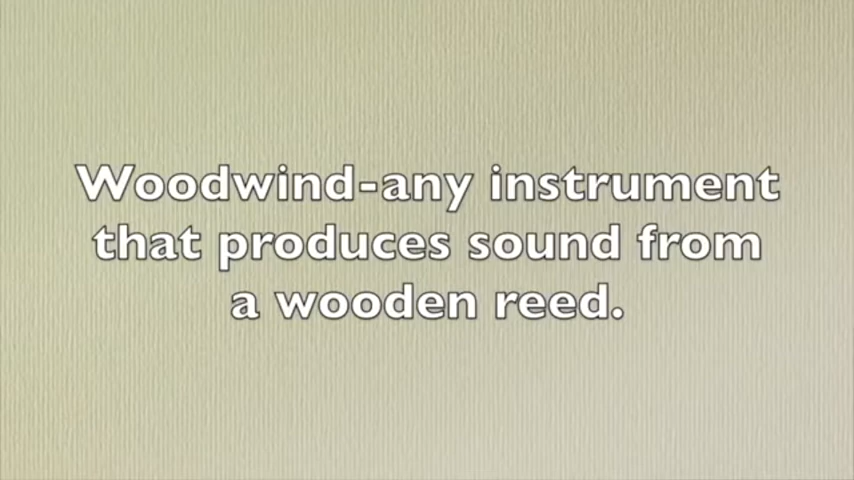 Woodwind-any instrument
that produces sound from
a wooden reed.